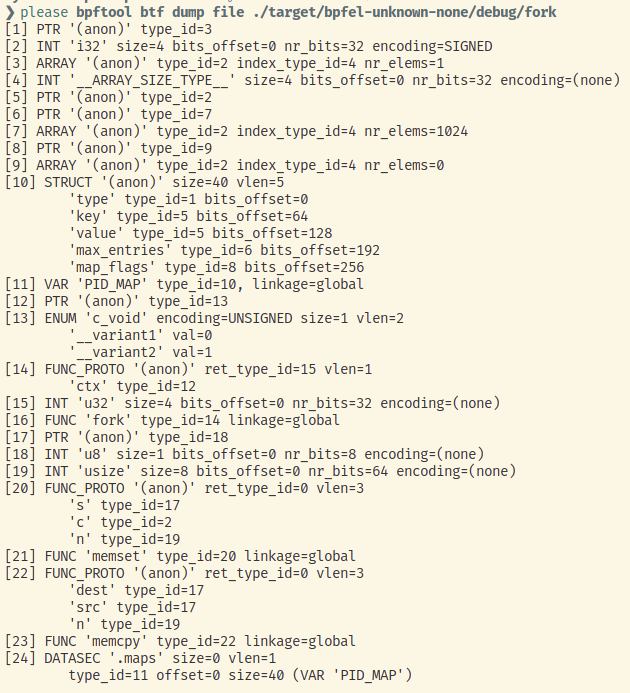 ❯ please bpftool btf dump file ./target/bpfel-unknown-none/debug/fork
[1] PTR '(anon)' type_id=3
[2] INT 'i32' size=4 bits_offset=0 nr_bits=32 encoding=SIGNED
[3] ARRAY '(anon)' type_id=2 index_type_id=4 nr_elems=1
[4] INT '__ARRAY_SIZE_TYPE__' size=4 bits_offset=0 nr_bits=32 encoding=(none)
[5] PTR '(anon)' type_id=2
[6] PTR '(anon)' type_id=7
[7] ARRAY '(anon)' type_id=2 index_type_id=4 nr_elems=1024
[8] PTR '(anon)' type_id=9
[9] ARRAY '(anon)' type_id=2 index_type_id=4 nr_elems=0
[10] STRUCT '(anon)' size=40 vlen=5
        'type' type_id=1 bits_offset=0
        'key' type_id=5 bits_offset=64
        'value' type_id=5 bits_offset=128
        'max_entries' type_id=6 bits_offset=192
        'map_flags' type_id=8 bits_offset=256
[11] VAR 'PID_MAP' type_id=10, linkage=global
[12] PTR '(anon)' type_id=13
[13] ENUM 'c_void' encoding=UNSIGNED size=1 vlen=2
        '__variant1' val=0
        '__variant2' val=1
[14] FUNC_PROTO '(anon)' ret_type_id=15 vlen=1
        'ctx' type_id=12
[15] INT 'u32' size=4 bits_offset=0 nr_bits=32 encoding=(none)
[16] FUNC 'fork' type_id=14 linkage=global
[17] PTR '(anon)' type_id=18
[18] INT 'u8' size=1 bits_offset=0 nr_bits=8 encoding=(none)
[19] INT 'usize' size=8 bits_offset=0 nr_bits=64 encoding=(none)
[20] FUNC_PROTO '(anon)' ret_type_id=0 vlen=3
        's' type_id=17
        'c' type_id=2
        'n' type_id=19
[21] FUNC 'memset' type_id=20 linkage=global
[22] FUNC_PROTO '(anon)' ret_type_id=0 vlen=3
        'dest' type_id=17
        'src' type_id=17
        'n' type_id=19
[23] FUNC 'memcpy' type_id=22 linkage=global
[24] DATASEC '.maps' size=0 vlen=1
        type_id=11 offset=0 size=40 (VAR 'PID_MAP')